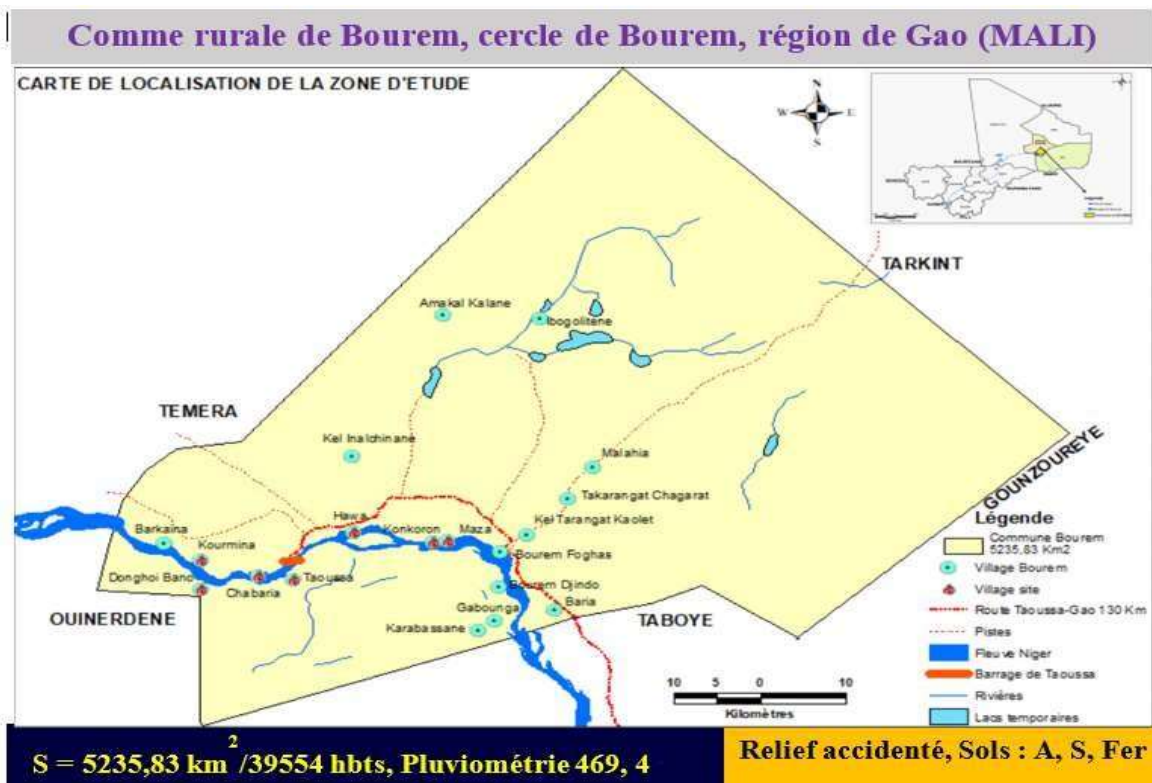 Comme rurale de Bourem, cercle de Bourem, région de Gao (MALI)
CARTE DE LOCALISATION DE LA ZONE D'ETUDE
N
W E
S
TARKINT
Amakal Kalane
Ibogolitene
TEMERA
Kel Inalchinane
Malahia
GOUNZOUREYE
Takarangat Chagarat
Kel Tarangat Kaolet
Hawa
Konkoron
Maza
Barkaina
Kourmina
Bourem Foghas
Donghoi Bano
Chabaria
Taoussa
Bourem Djindo
Gabounga
Baria
OUINERDENE
Karabassane
TABOYE
Légende
Commune Bourem
5235,83 Km2
Village Bourem
Village site
Route Taoussa-Gao 130 Km
Pistes
Fleuve Niger
Barrage de Taoussa
Rivières
Lacs temporaires
10 5 0 10
Kilomètres
S = 5235,83 km2/39554 hbts, Pluviométrie 469, 4
Relief accidenté, Sols : A, S, Fer